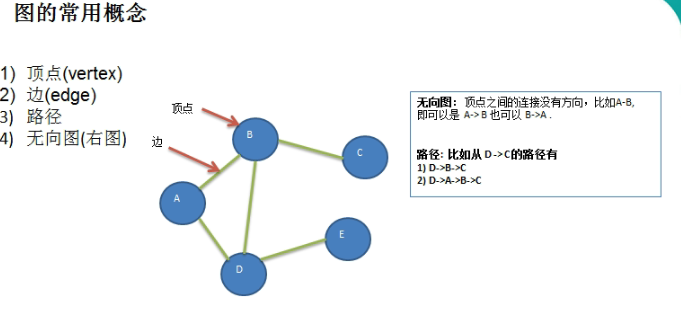 图的常用概念
1) 顶点(vertex)
2) 边(edge)
3) 路径
4) 无向图(右图)
顶点
边
B
C
A
E
D
无向图： 顶点之间的连接没有方向，比如A-B,
即可以是 A-> B 也可以 B->A .
路径: 比如从 D -> C的路径有
1) D->B->C
2) D->A->B->C